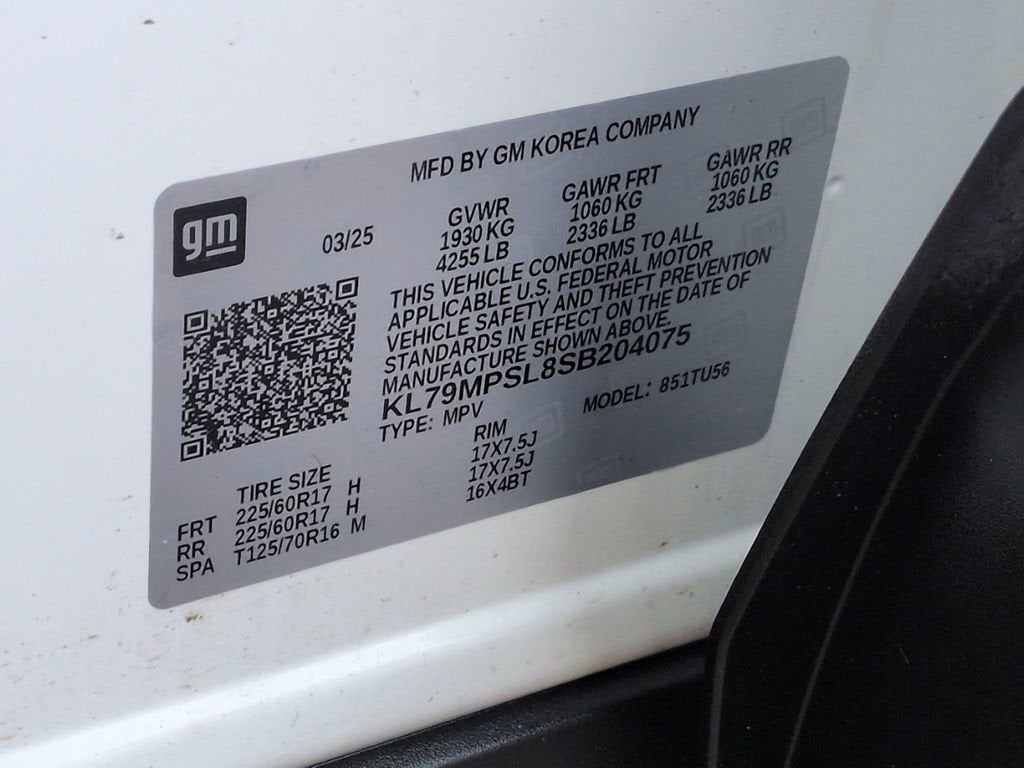 MFD BY GM KOREA COMPANY
gm
03/25
GVWR
1930 KG
4255 LB
GAWR FRT
1060 KG
2336 LB
GAWR RR
1060 KG
2336 LB
THIS VEHICLE CONFORMS TO ALL
APPLICABLE U.S. FEDERAL MOTOR
VEHICLE SAFETY AND THEFT PREVENTION
STANDARDS IN EFFECT ON THE DATE OF
MANUFACTURE SHOWN ABOVE.
KL79MPSL8SB204075
TYPE: MPV
MODEL: 851TU56
TIRE SIZE RIM
FRT 225/60R17 H 17X7.5J
RR 225/60R17 H 17X7.5J
SPA T125/70R16 M 16X4BT